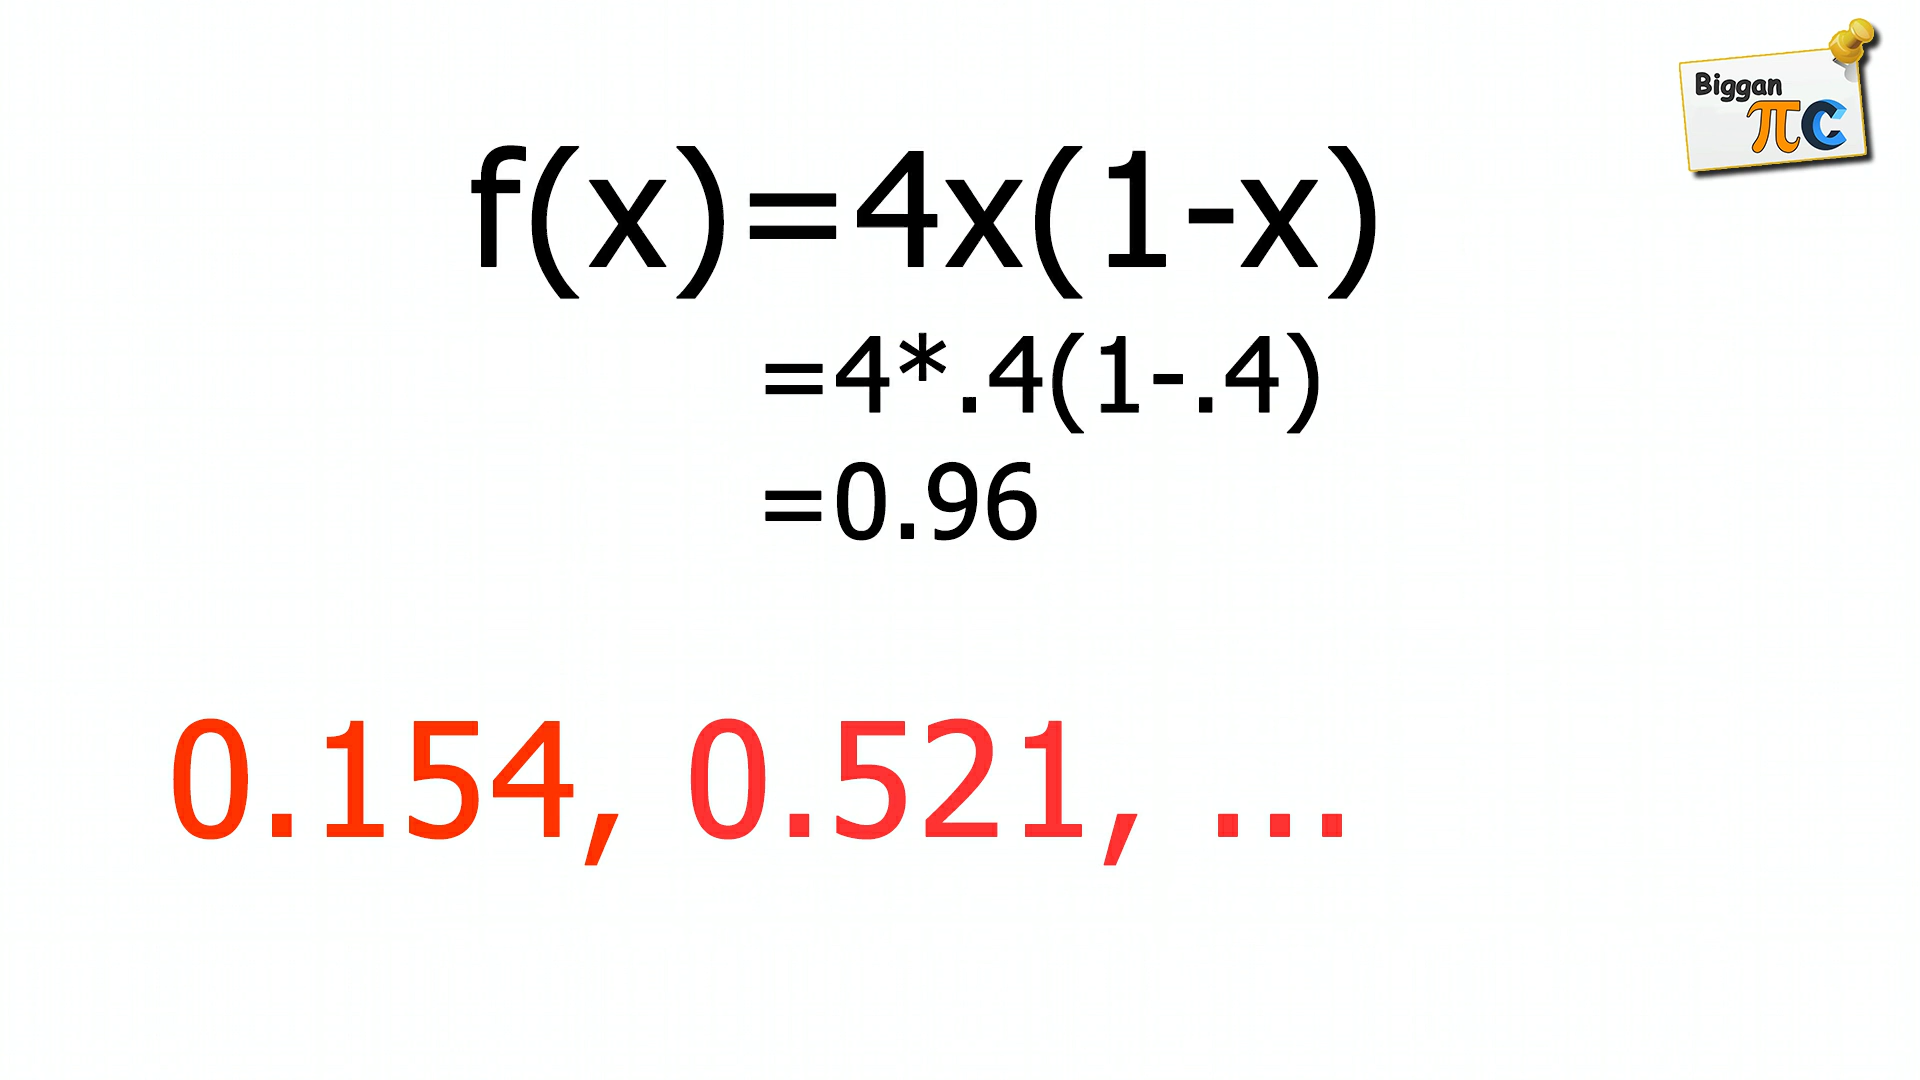 Biggan
πC
f(x)=4x(1-x)
=4*.4(1-.4)
=0.96
0.154, 0.521, ...